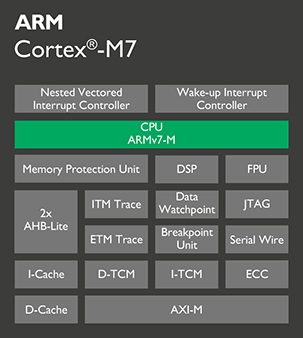 ARM
Cortex®-M7
Nested Vectored
Interrupt Controller
Wake-up Interrupt
Controller
CPU
ARMv7-M
Memory Protection Unit
DSP
FPU
2x
AHB-Lite
ITM Trace
Data
Watchpoint
JTAG
ETM Trace
Breakpoint
Unit
Serial Wire
I-Cache
D-TCM
I-TCM
ECC
D-Cache
AXI-M